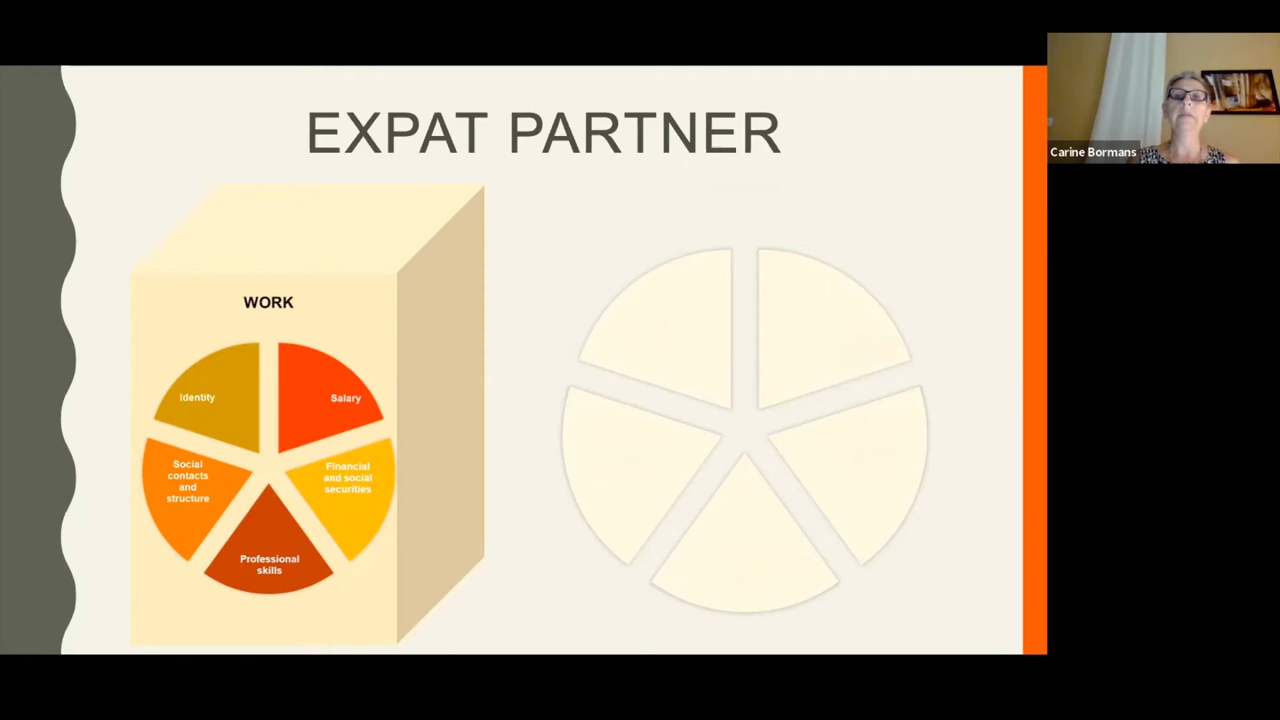 EXPAT PARTNER
Carine Bormans
WORK
Identity
Salary
Social
contacts
and
structure
Financial
and social
securities
Professional
skills